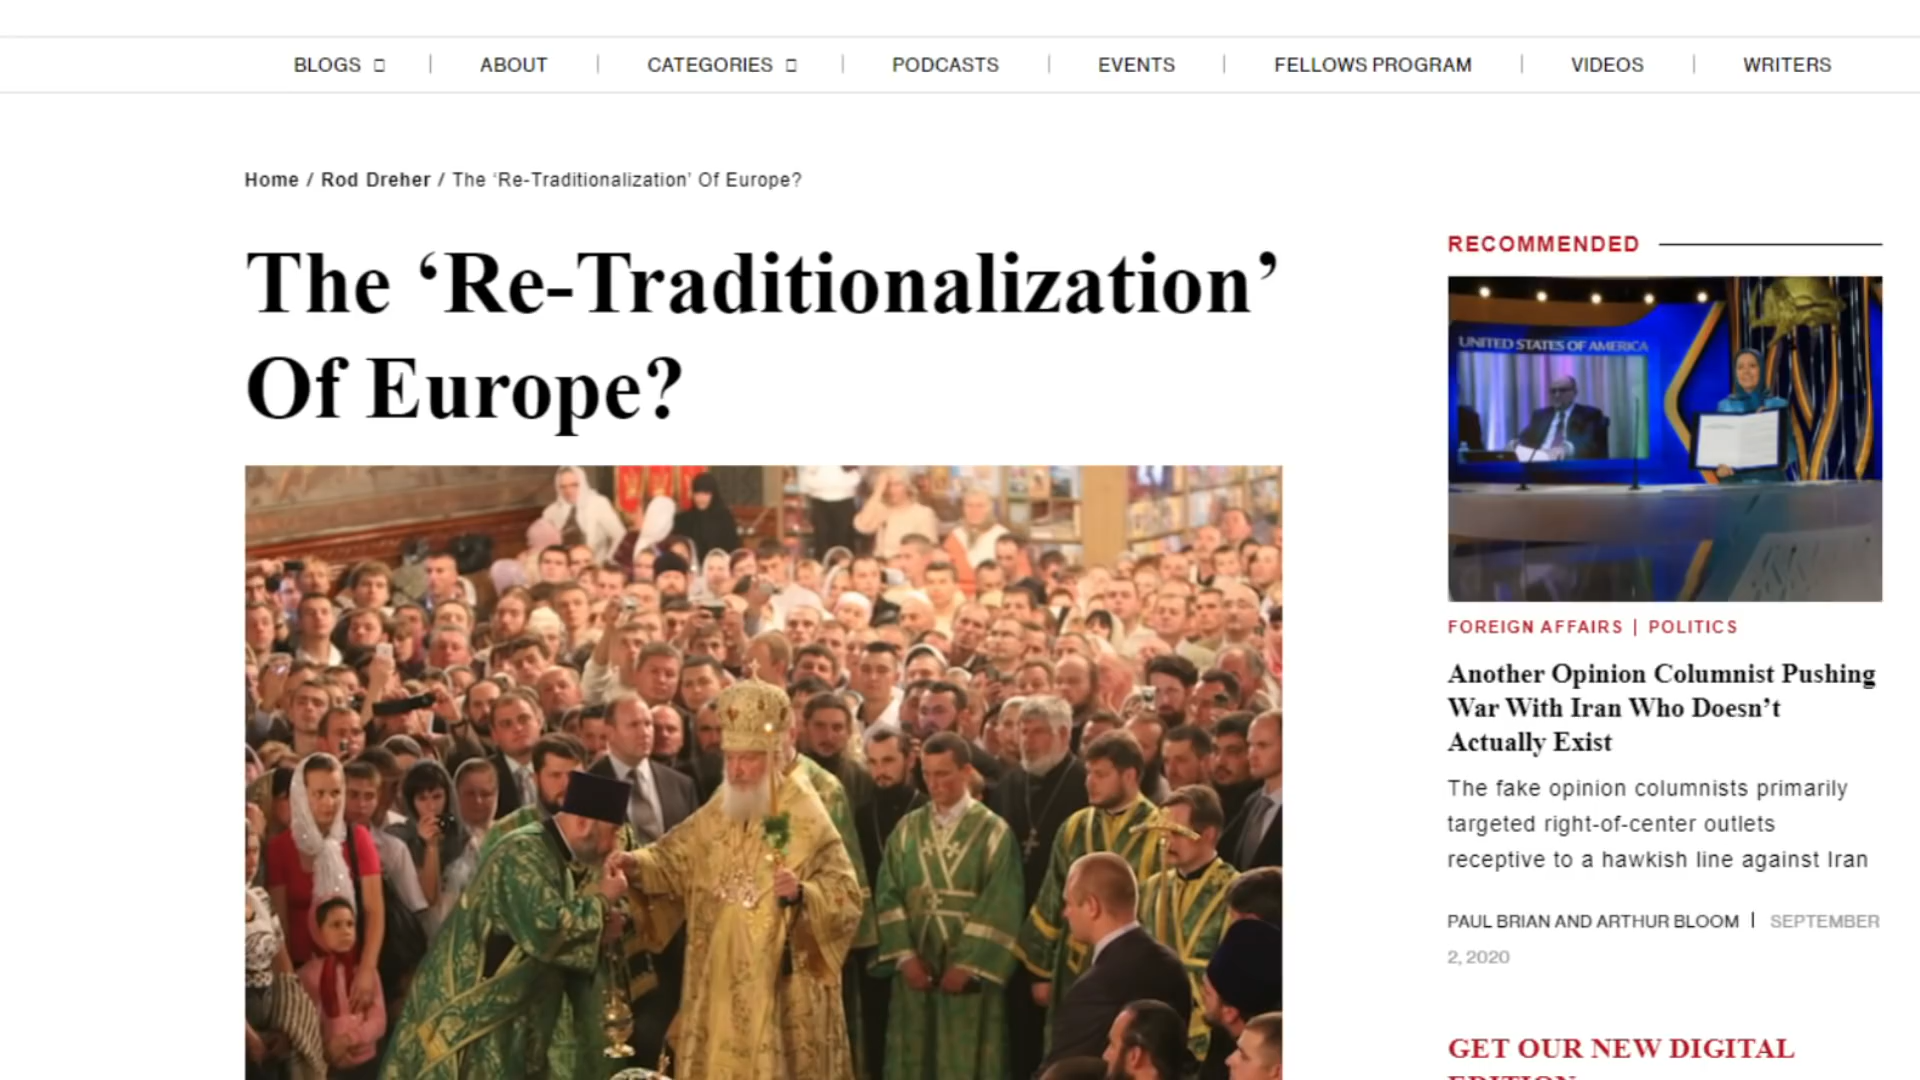 BLOGS | ABOUT | CATEGORIES | PODCASTS | EVENTS | FELLOWS PROGRAM | VIDEOS | WRITERS
Home / Rod Dreher / The ‘Re-Traditionalization’ Of Europe?
The ‘Re-Traditionalization’
Of Europe?
RECOMMENDED
UNITED STATES OF AMERICA
FOREIGN AFFAIRS | POLITICS
Another Opinion Columnist Pushing
War With Iran Who Doesn’t
Actually Exist
The fake opinion columnists primarily
targeted right-of-center outlets
receptive to a hawkish line against Iran
PAUL BRIAN AND ARTHUR BLOOM | SEPTEMBER
2, 2020
GET OUR NEW DIGITAL
EDITION